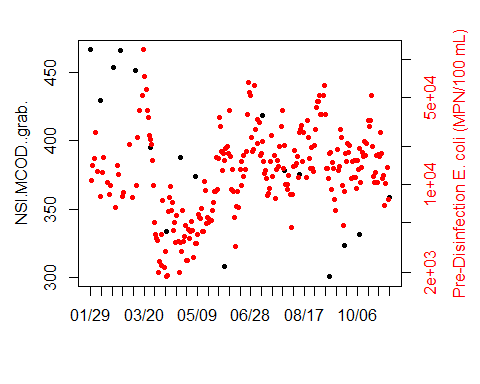 NSI.MCOD..grab.
300
350
400
450
01/29
03/20
05/09
06/28
08/17
10/06
2e+03
1e+04
5e+04
Pre-Disinfection E. coli (MPN/100 mL)